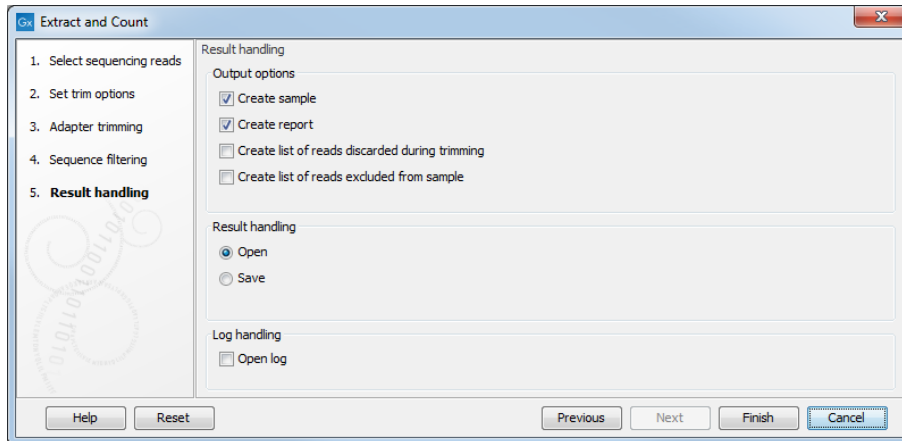 Gx Extract and Count
X
1. Select sequencing reads
2. Set trim options
3. Adapter trimming
4. Sequence filtering
5. Result handling
Result handling
Output options
Create sample
Create report
Create list of reads discarded during trimming
Create list of reads excluded from sample
Result handling
Open
Save
Log handling
Open log
Help
Reset
Previous
Next
Finish
Cancel